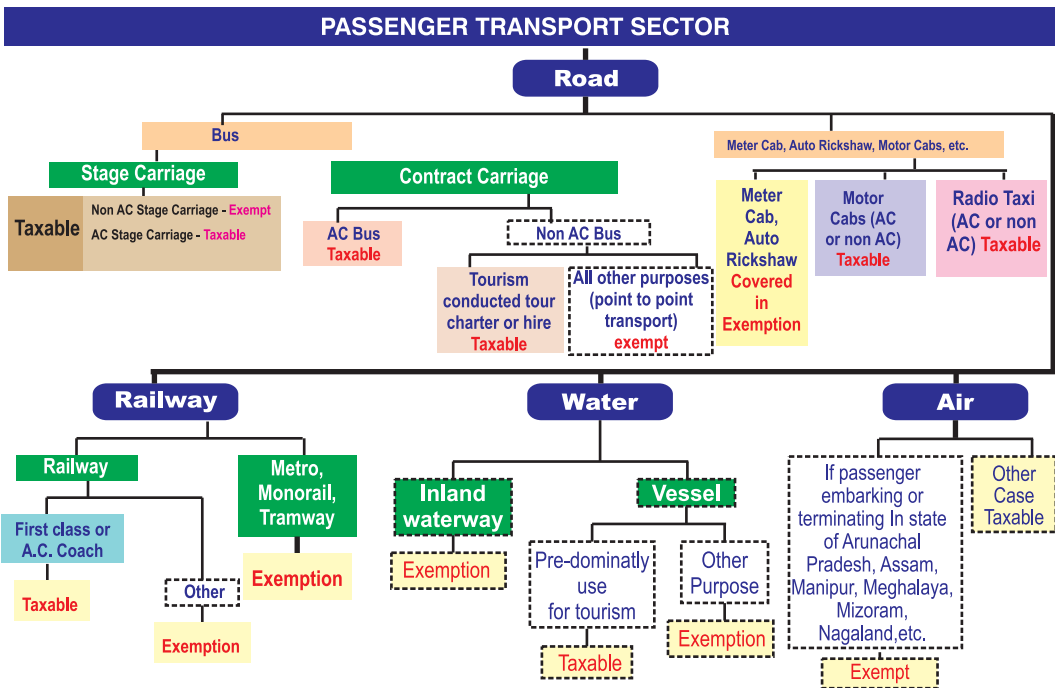 PASSENGER TRANSPORT SECTOR
Road
Bus
Stage Carriage
Taxable
Non AC Stage Carriage - Exempt
AC Stage Carriage - Taxable
Contract Carriage
AC Bus
Taxable
Non AC Bus
Tourism
conducted tour
charter or hire
Taxable
All other purposes
(point to point
transport)
exempt
Meter Cab, Auto Rickshaw, Motor Cabs, etc.
Meter
Cab,
Auto
Rickshaw
Covered
in
Exemption
Motor
Cabs (AC
or non AC)
Taxable
Radio Taxi
(AC or non
AC) Taxable
Railway
Railway
First class or
A.C. Coach
Taxable
Other
Exemption
Metro,
Monorail,
Tramway
Exemption
Water
Inland
waterway
Exemption
Vessel
Pre-dominatly
use
for tourism
Taxable
Other
Purpose
Exemption
Air
If passenger
embarking or
terminating In state
of Arunachal
Pradesh, Assam,
Manipur, Meghalaya,
Mizoram,
Nagaland,etc.
Exempt
Other
Case
Taxable